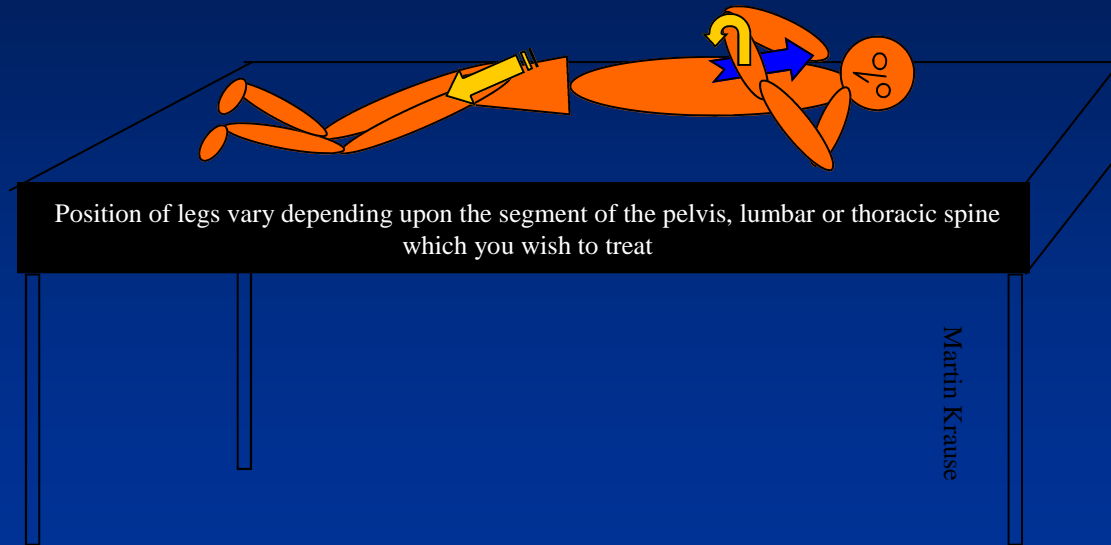 Position of legs vary depending upon the segment of the pelvis, lumbar or thoracic spine
which you wish to treat
Martin Krause